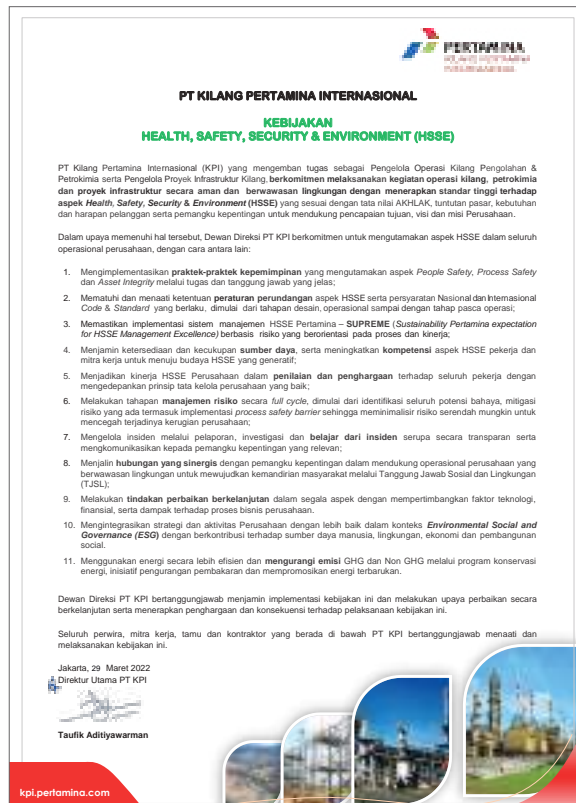 PERTAMINA
KILANG PERTAMINA
INTERNASIONAL
PT KILANG PERTAMINA INTERNASIONAL
KEBIJAKAN
HEALTH, SAFETY, SECURITY & ENVIRONMENT (HSSE)
PT Kilang Pertamina Internasional (KPI) yang mengemban tugas sebagai Pengelola Operasi Kilang Pengolahan &
Petrokimia serta Pengelola Proyek Infrastruktur Kilang, berkomitmen melaksanakan kegiatan operasi kilang, petrokimia
dan proyek infrastruktur secara aman dan berwawasan lingkungan dengan menerapkan standar tinggi terhadap
aspek Health, Safety, Security & Environment (HSSE) yang sesuai dengan tata nilai AKHLAK, tuntutan pasar, kebutuhan
dan harapan pelanggan serta pemangku kepentingan untuk mendukung pencapaian tujuan, visi dan misi Perusahaan.
Dalam upaya memenuhi hal tersebut, Dewan Direksi PT KPI berkomitmen untuk mengutamakan aspek HSSE dalam seluruh
operasional perusahaan, dengan cara antara lain:
1. Mengimplementasikan praktek-praktek kepemimpinan yang mengutamakan aspek People Safety, Process Safety
dan Asset Integrity melalui tugas dan tanggung jawab yang jelas;
2. Mematuhi dan menaati ketentuan peraturan perundangan aspek HSSE serta persyaratan Nasional dan Internasional
Code & Standard yang berlaku, dimulai dari tahapan desain, operasional sampai dengan tahap pasca operasi;
3. Memastikan implementasi sistem manajemen HSSE Pertamina – SUPREME (Sustainability Pertamina expectation
for HSSE Management Excellence) berbasis risiko yang berorientasi pada proses dan kinerja;
4. Menjamin ketersediaan dan kecukupan sumber daya, serta meningkatkan kompetensi aspek HSSE pekerja dan
mitra kerja untuk menuju budaya HSSE yang generatif;
5. Menjadikan kinerja HSSE Perusahaan dalam penilaian dan penghargaan terhadap seluruh pekerja dengan
mengedepankan prinsip tata kelola perusahaan yang baik;
6. Melakukan tahapan manajemen risiko secara full cycle, dimulai dari identifikasi seluruh potensi bahaya, mitigasi
risiko yang ada termasuk implementasi process safety barrier sehingga meminimalisir risiko serendah mungkin untuk
mencegah terjadinya kerugian perusahaan;
7. Mengelola insiden melalui pelaporan, investigasi dan belajar dari insiden serupa secara transparan serta
mengkomunikasikan kepada pemangku kepentingan yang relevan;
8. Menjalin hubungan yang sinergis dengan pemangku kepentingan dalam mendukung operasional perusahaan yang
berwawasan lingkungan untuk mewujudkan kemandirian masyarakat melalui Tanggung Jawab Sosial dan Lingkungan
(TJSL);
9. Melakukan tindakan perbaikan berkelanjutan dalam segala aspek dengan mempertimbangkan faktor teknologi,
finansial, serta dampak terhadap proses bisnis perusahaan.
10. Mengintegrasikan strategi dan aktivitas Perusahaan dengan lebih baik dalam konteks Environmental Social and
Governance (ESG) dengan berkontribusi terhadap sumber daya manusia, lingkungan, ekonomi dan pembangunan
social.
11. Menggunakan energi secara lebih efisien dan mengurangi emisi GHG dan Non GHG melalui program konservasi
energi, inisiatif pengurangan pembakaran dan mempromosikan energi terbarukan.
Dewan Direksi PT KPI bertanggungjawab menjamin implementasi kebijakan ini dan melakukan upaya perbaikan secara
berkelanjutan serta menerapkan penghargaan dan konsekuensi terhadap pelaksanaan kebijakan ini.
Seluruh perwira, mitra kerja, tamu dan kontraktor yang berada di bawah PT KPI bertanggungjawab menaati dan
melaksanakan kebijakan ini.
Jakarta, 29 Maret 2022
Direktur Utama PT KPI
Taufik Aditiyawarman
kpi.pertamina.com